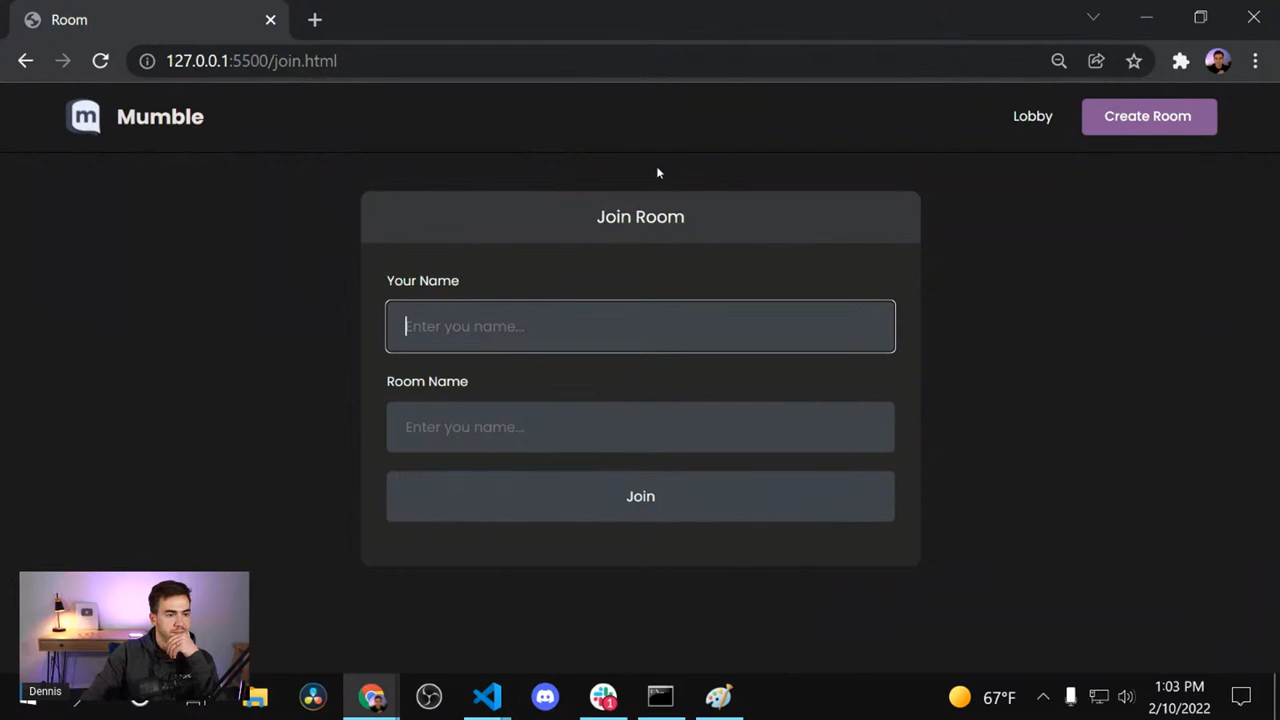 Room
127.0.0.1:5500/join.html
m
Mumble
Lobby
Create Room
Join Room
Your Name
Enter you name...
Room Name
Enter you name...
Join
Dennis
1
67°F
1:03 PM
2/10/2022